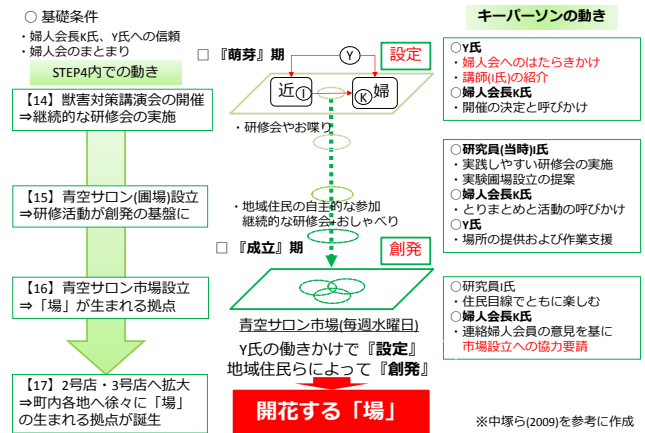 ○ 基礎条件
・婦人会長K氏、Y氏への信頼
・婦人会のまとまり
STEP4内での動き
【14】獣害対策講演会の開催
⇒継続的な研修会の実施
【15】青空サロン(圃場)設立
⇒研修活動が創発の基盤に
【16】青空サロン市場設立
⇒「場」が生まれる拠点
【17】2号店・3号店へ拡大
⇒町内各地へ徐々に「場」
の生まれる拠点が誕生
□ 『萌芽』期
Y
設定
近 I
K 婦
・研修会やお喋り
・地域住民の自主的な参加
継続的な研修会+おしゃべり
□ 『成立』期
創発
青空サロン市場(毎週水曜日)
Y氏の働きかけで『設定』
地域住民らによって『創発』
開花する「場」
キーパーソンの動き
○Y氏
・婦人会へのはたらきかけ
・講師(I氏)の紹介
○婦人会長K氏
・開催の決定と呼びかけ
○研究員(当時)I氏
・実践しやすい研修会の実施
・実験圃場設立の提案
○婦人会長K氏
・とりまとめと活動の呼びかけ
○Y氏
・場所の提供および作業支援
○研究員I氏
・住民目線でともに楽しむ
○婦人会長K氏
・連絡婦人会員の意見を基に
市場設立への協力要請
※中塚ら(2009)を参考に作成